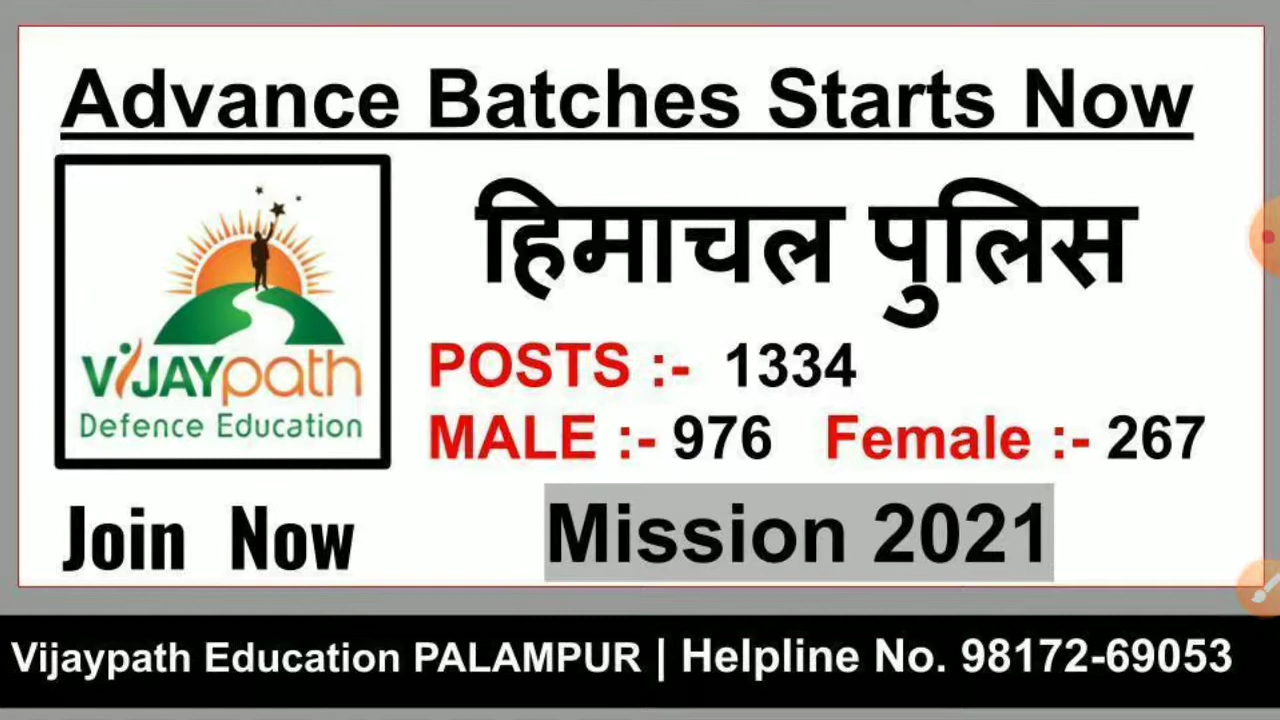 Advance Batches Starts Now
हिमाचल पुलिस
VIJAYpath
Defence Education
POSTS :- 1334
MALE :- 976 Female :- 267
Join Now
Mission 2021
Vijaypath Education PALAMPUR | Helpline No. 98172-69053